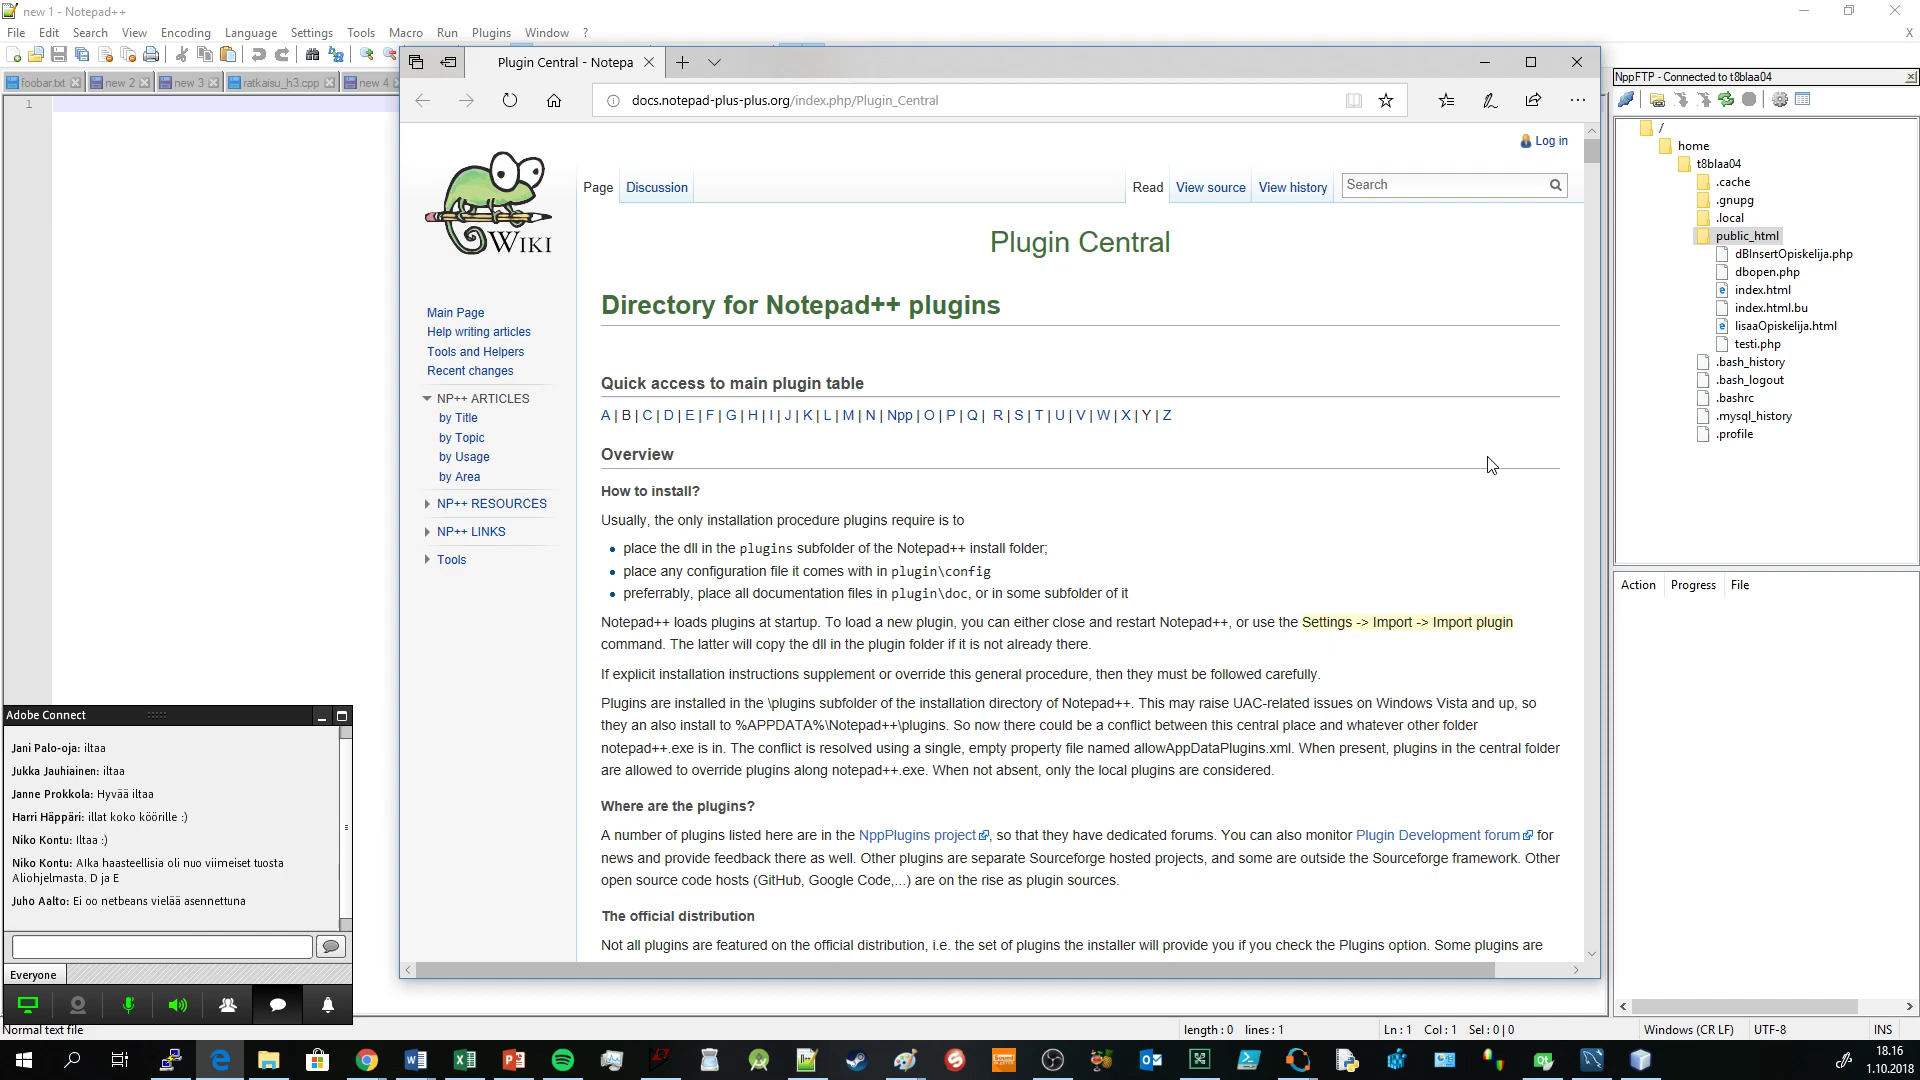 new 1 - Notepad++
File Edit Search View Encoding Language Settings Tools Macro Run Plugins Window ? X
foobar.txt new 2 new 3 ratkaisu_h3.cpp new 4
1
Plugin Central - Notepa
docs.notepad-plus-plus.org/index.php/Plugin_Central
Log in
WIKI
Page Discussion Read View source View history Search
Plugin Central
Directory for Notepad++ plugins
Main Page
Help writing articles
Tools and Helpers
Recent changes
NP++ ARTICLES
by Title
by Topic
by Usage
by Area
NP++ RESOURCES
NP++ LINKS
Tools
Quick access to main plugin table
A | B | C | D | E | F | G | H | I | J | K | L | M | N | Npp | O | P | Q | R | S | T | U | V | W | X | Y | Z
Overview
How to install?
Usually, the only installation procedure plugins require is to
place the dll in the plugins subfolder of the Notepad++ install folder;
place any configuration file it comes with in plugin\config
preferrably, place all documentation files in plugin\doc, or in some subfolder of it
Notepad++ loads plugins at startup. To load a new plugin, you can either close and restart Notepad++, or use the Settings -> Import -> Import plugin
command. The latter will copy the dll in the plugin folder if it is not already there.
If explicit installation instructions supplement or override this general procedure, then they must be followed carefully.
Plugins are installed in the \plugins subfolder of the installation directory of Notepad++. This may raise UAC-related issues on Windows Vista and up, so
they an also install to %APPDATA%\Notepad++\plugins. So now there could be a conflict between this central place and whatever other folder
notepad++.exe is in. The conflict is resolved using a single, empty property file named allowAppDataPlugins.xml. When present, plugins in the central folder
are allowed to override plugins along notepad++.exe. When not absent, only the local plugins are considered.
Where are the plugins?
A number of plugins listed here are in the NppPlugins project, so that they have dedicated forums. You can also monitor Plugin Development forum for
news and provide feedback there as well. Other plugins are separate Sourceforge hosted projects, and some are outside the Sourceforge framework. Other
open source code hosts (GitHub, Google Code,...) are on the rise as plugin sources.
The official distribution
Not all plugins are featured on the official distribution, i.e. the set of plugins the installer will provide you if you check the Plugins option. Some plugins are
NppFTP - Connected to t8blaa04
/
home
t8blaa04
.cache
.gnupg
.local
public_html
dBInsertOpiskelija.php
dbopen.php
index.html
index.html.bu
lisaaOpiskelija.html
testi.php
.bash_history
.bash_logout
.bashrc
.mysql_history
.profile
Action Progress File
Adobe Connect
Jani Palo-oja: iltaa
Jukka Jauhiainen: iltaa
Janne Prokkola: Hyvää iltaa
Harri Häppäri: illat koko köörille :)
Niko Kontu: Iltaa :)
Niko Kontu: AIka haasteellisia oli nuo viimeiset tuosta
Aliohjelmasta. D ja E
Juho Aalto: Ei oo netbeans vielää asennettuna
Everyone
Normal text file length : 0 lines : 1 Ln : 1 Col : 1 Sel : 0 | 0 Windows (CR LF) UTF-8 INS
18.16
1.10.2018